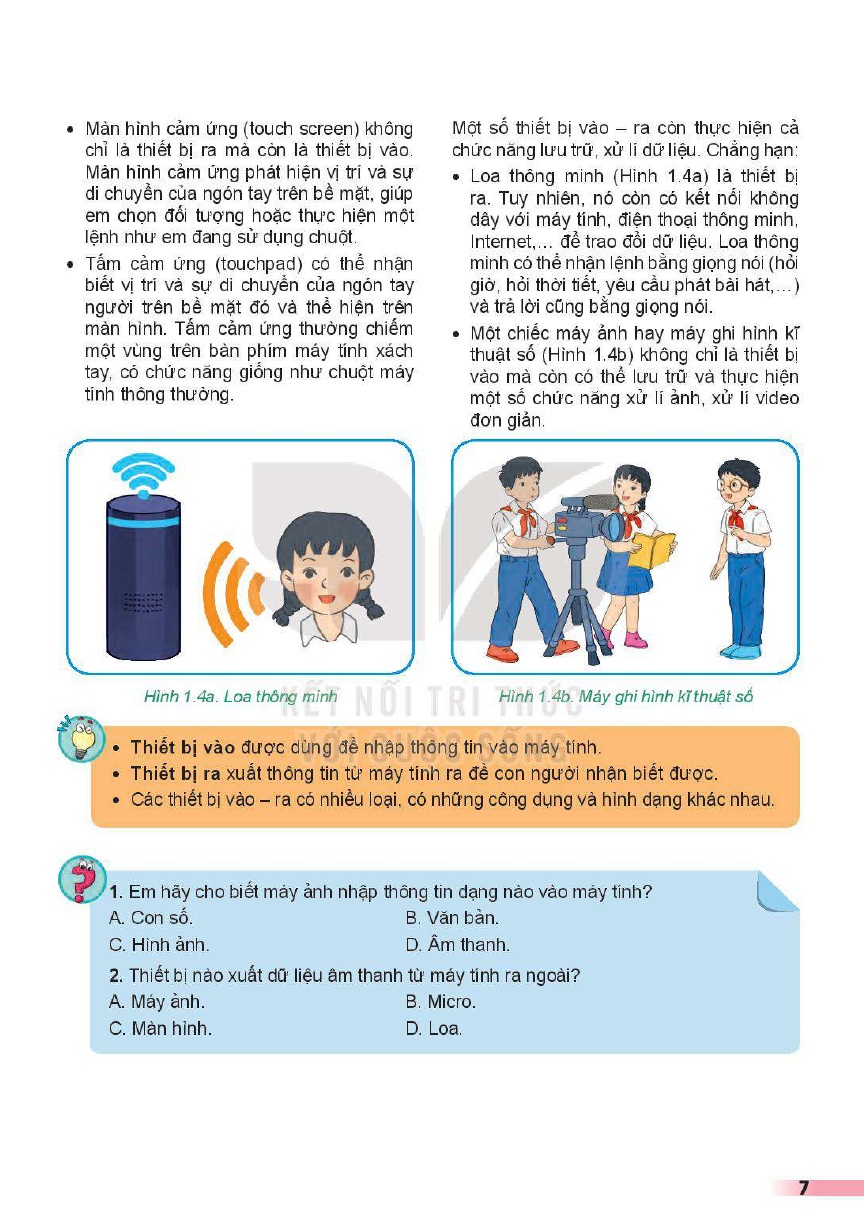 • Màn hình cảm ứng (touch screen) không
chỉ là thiết bị ra mà còn là thiết bị vào.
Màn hình cảm ứng phát hiện vị trí và sự
di chuyển của ngón tay trên bề mặt, giúp
em chọn đối tượng hoặc thực hiện một
lệnh như em đang sử dụng chuột.
• Tấm cảm ứng (touchpad) có thể nhận
biết vị trí và sự di chuyển của ngón tay
người trên bề mặt đó và thể hiện trên
màn hình. Tấm cảm ứng thường chiếm
một vùng trên bàn phím máy tính xách
tay, có chức năng giống như chuột máy
tính thông thường.
Một số thiết bị vào – ra còn thực hiện cả
chức năng lưu trữ, xử lí dữ liệu. Chẳng hạn:
• Loa thông minh (Hình 1.4a) là thiết bị
ra. Tuy nhiên, nó còn có kết nối không
dây với máy tính, điện thoại thông minh,
Internet,... để trao đổi dữ liệu. Loa thông
minh có thể nhận lệnh bằng giọng nói (hỏi
giờ, hỏi thời tiết, yêu cầu phát bài hát,...)
và trả lời cũng bằng giọng nói.
• Một chiếc máy ảnh hay máy ghi hình kĩ
thuật số (Hình 1.4b) không chỉ là thiết bị
vào mà còn có thể lưu trữ và thực hiện
một số chức năng xử lí ảnh, xử lí video
đơn giản.
Hình 1.4a. Loa thông minh
Hình 1.4b. Máy ghi hình kĩ thuật số
KẾT NỐI TRI THỨC
VỚI CUỘC SỐNG
• Thiết bị vào được dùng để nhập thông tin vào máy tính.
• Thiết bị ra xuất thông tin từ máy tính ra để con người nhận biết được.
• Các thiết bị vào – ra có nhiều loại, có những công dụng và hình dạng khác nhau.
?
1. Em hãy cho biết máy ảnh nhập thông tin dạng nào vào máy tính?
A. Con số. B. Văn bản.
C. Hình ảnh. D. Âm thanh.
2. Thiết bị nào xuất dữ liệu âm thanh từ máy tính ra ngoài?
A. Máy ảnh. B. Micro.
C. Màn hình. D. Loa.
7